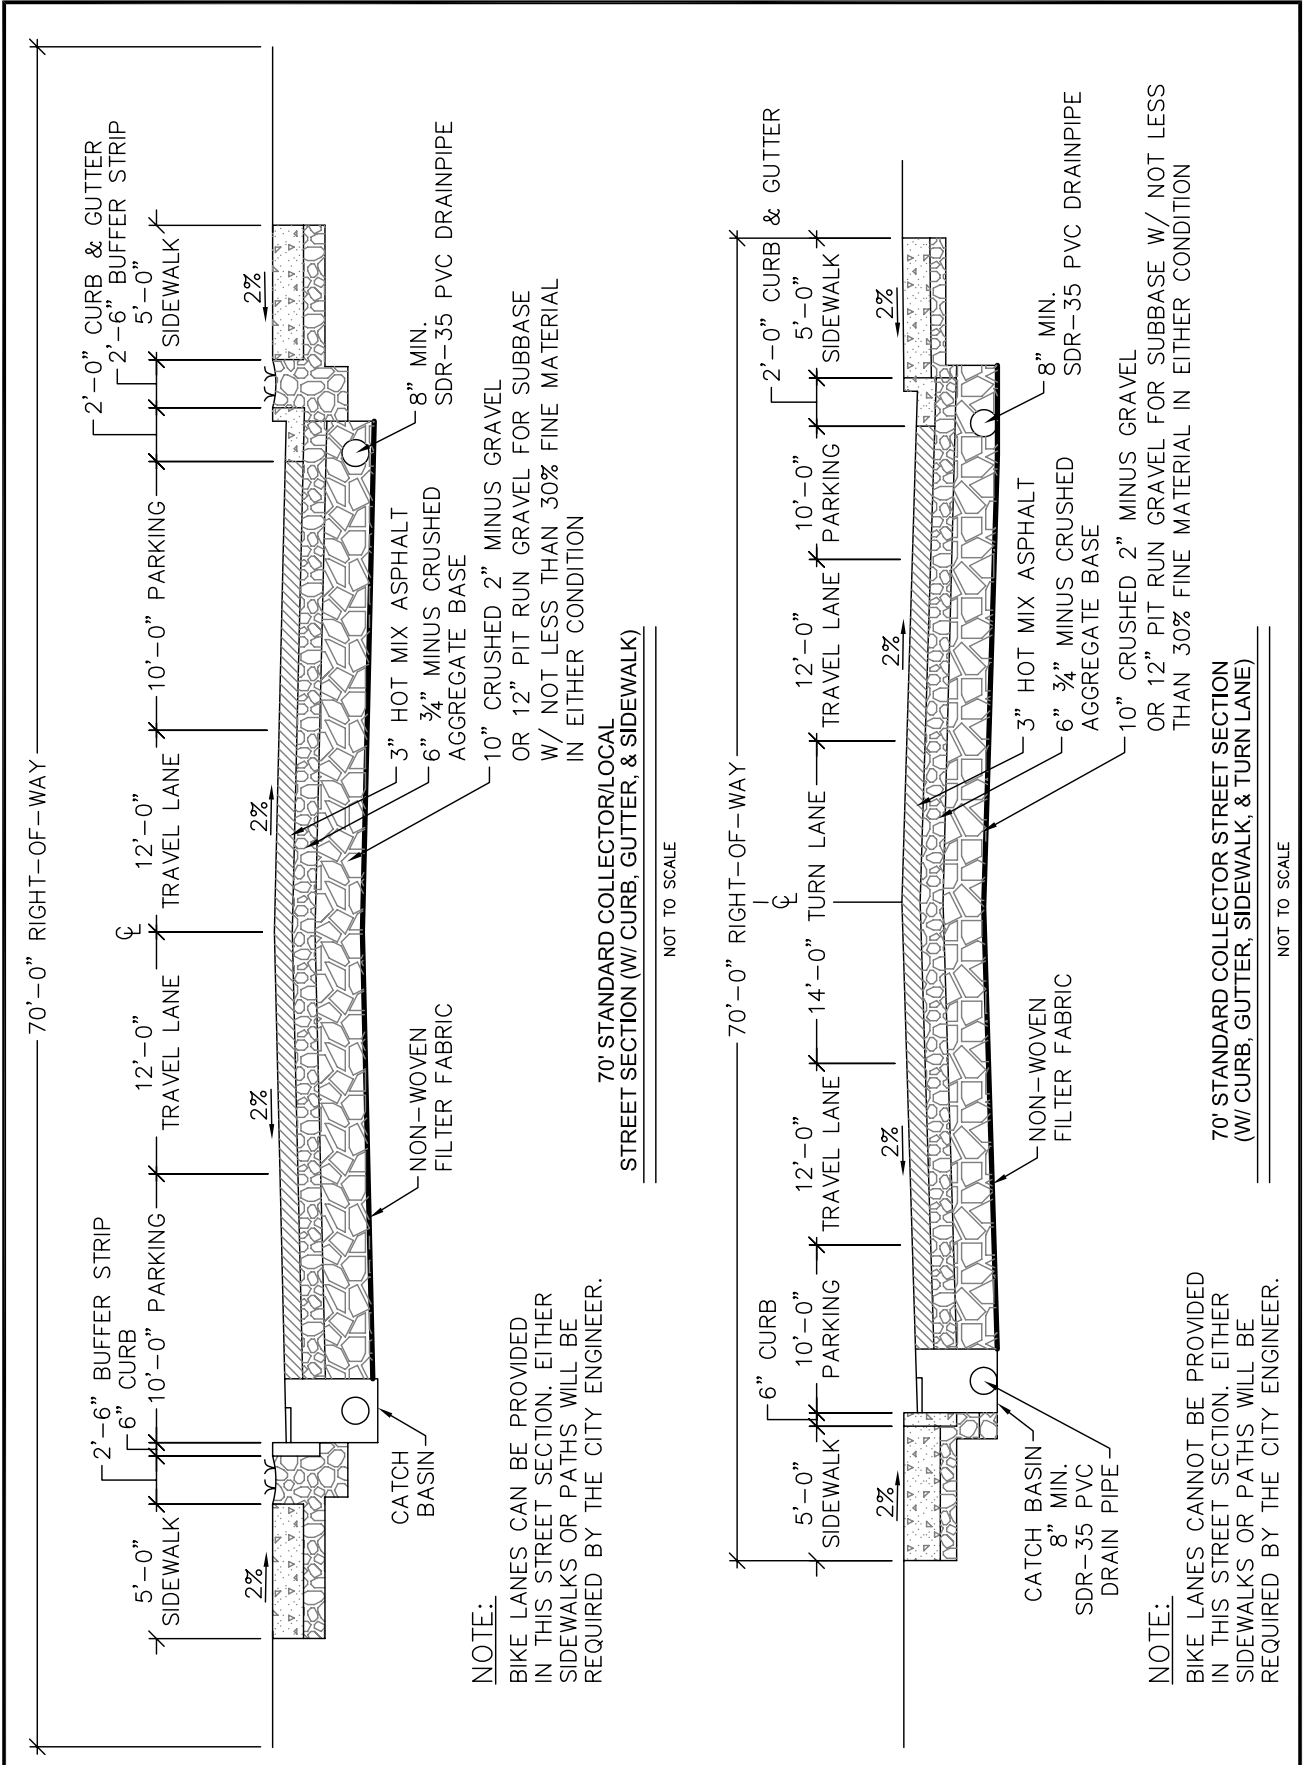 70'-0" RIGHT-OF-WAY
5'-0"
SIDEWALK
2'-6" BUFFER STRIP
6" CURB
10'-0" PARKING
12'-0"
TRAVEL LANE
℄
12'-0"
TRAVEL LANE
10'-0" PARKING
2'-0" CURB & GUTTER
2'-6" BUFFER STRIP
5'-0"
SIDEWALK
2%
2%
2%
2%
CATCH
BASIN
NON-WOVEN
FILTER FABRIC
3" HOT MIX ASPHALT
6" ¾" MINUS CRUSHED
AGGREGATE BASE
10" CRUSHED 2" MINUS GRAVEL
OR 12" PIT RUN GRAVEL FOR SUBBASE
W/ NOT LESS THAN 30% FINE MATERIAL
IN EITHER CONDITION
8" MIN.
SDR-35 PVC DRAINPIPE
NOTE:
BIKE LANES CAN BE PROVIDED
IN THIS STREET SECTION. EITHER
SIDEWALKS OR PATHS WILL BE
REQUIRED BY THE CITY ENGINEER.
70' STANDARD COLLECTOR/LOCAL
STREET SECTION (W/ CURB, GUTTER, & SIDEWALK)
NOT TO SCALE
70'-0" RIGHT-OF-WAY
5'-0"
SIDEWALK
6" CURB
10'-0"
PARKING
12'-0"
TRAVEL LANE
℄
14'-0" TURN LANE
12'-0"
TRAVEL LANE
10'-0"
PARKING
2'-0" CURB & GUTTER
5'-0"
SIDEWALK
2%
2%
2%
2%
CATCH BASIN
8" MIN.
SDR-35 PVC
DRAIN PIPE
NON-WOVEN
FILTER FABRIC
3" HOT MIX ASPHALT
6" ¾" MINUS CRUSHED
AGGREGATE BASE
10" CRUSHED 2" MINUS GRAVEL
OR 12" PIT RUN GRAVEL FOR SUBBASE W/ NOT LESS
THAN 30% FINE MATERIAL IN EITHER CONDITION
8" MIN.
SDR-35 PVC DRAINPIPE
NOTE:
BIKE LANES CANNOT BE PROVIDED
IN THIS STREET SECTION. EITHER
SIDEWALKS OR PATHS WILL BE
REQUIRED BY THE CITY ENGINEER.
70' STANDARD COLLECTOR STREET SECTION
(W/ CURB, GUTTER, SIDEWALK, & TURN LANE)
NOT TO SCALE